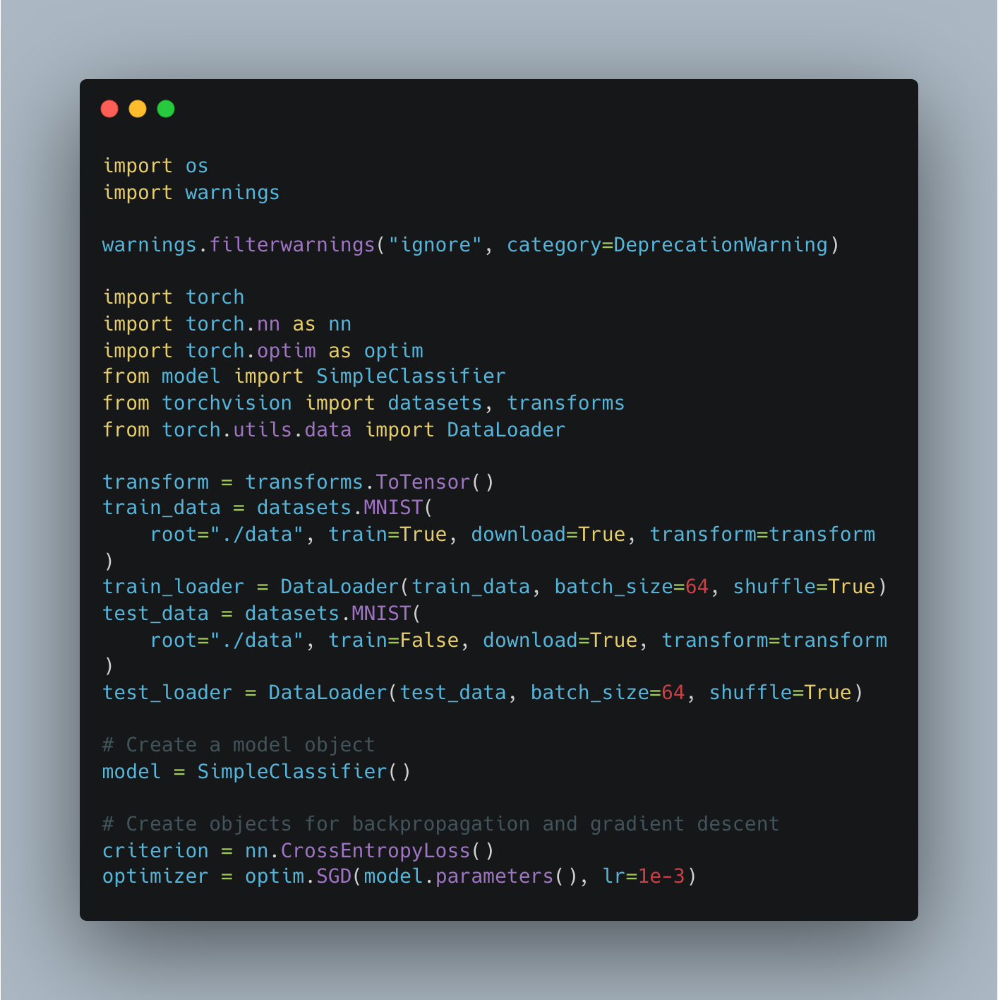 import os
import warnings

warnings.filterwarnings("ignore", category=DeprecationWarning)

import torch
import torch.nn as nn
import torch.optim as optim
from model import SimpleClassifier
from torchvision import datasets, transforms
from torch.utils.data import DataLoader

transform = transforms.ToTensor()
train_data = datasets.MNIST(
    root="./data", train=True, download=True, transform=transform
)
train_loader = DataLoader(train_data, batch_size=64, shuffle=True)
test_data = datasets.MNIST(
    root="./data", train=False, download=True, transform=transform
)
test_loader = DataLoader(test_data, batch_size=64, shuffle=True)

# Create a model object
model = SimpleClassifier()

# Create objects for backpropagation and gradient descent
criterion = nn.CrossEntropyLoss()
optimizer = optim.SGD(model.parameters(), lr=1e-3)